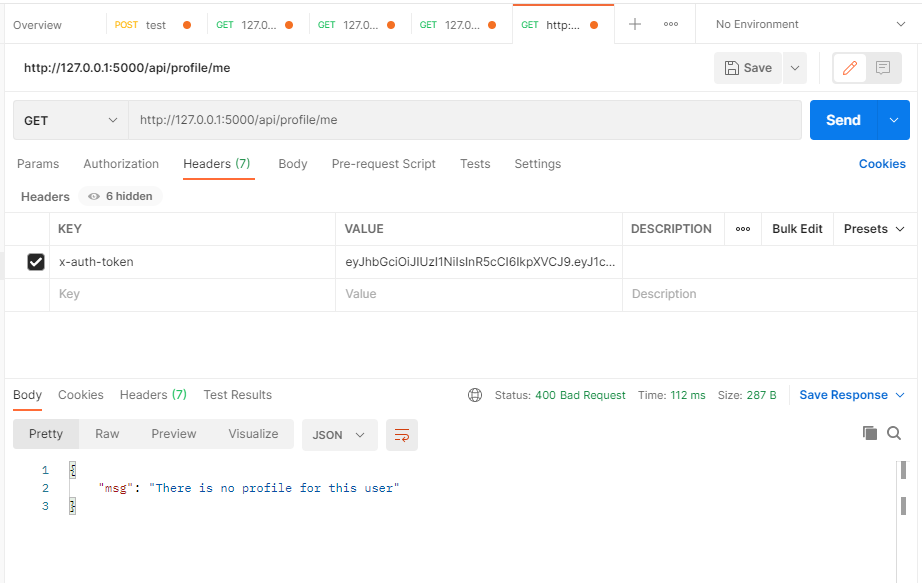 Overview POST test GET 127.0... GET 127.0... GET 127.0... GET http:... No Environment
http://127.0.0.1:5000/api/profile/me Save
GET http://127.0.0.1:5000/api/profile/me Send
Params Authorization Headers (7) Body Pre-request Script Tests Settings Cookies
Headers 6 hidden
KEY VALUE DESCRIPTION Bulk Edit Presets
x-auth-token eyJhbGciOiJIUzI1NiIsInR5cCI6IkpXVCJ9.eyJ1c...
Key Value Description
Body Cookies Headers (7) Test Results Status: 400 Bad Request Time: 112 ms Size: 287 B Save Response
Pretty Raw Preview Visualize JSON
1 {
2 "msg": "There is no profile for this user"
3 }